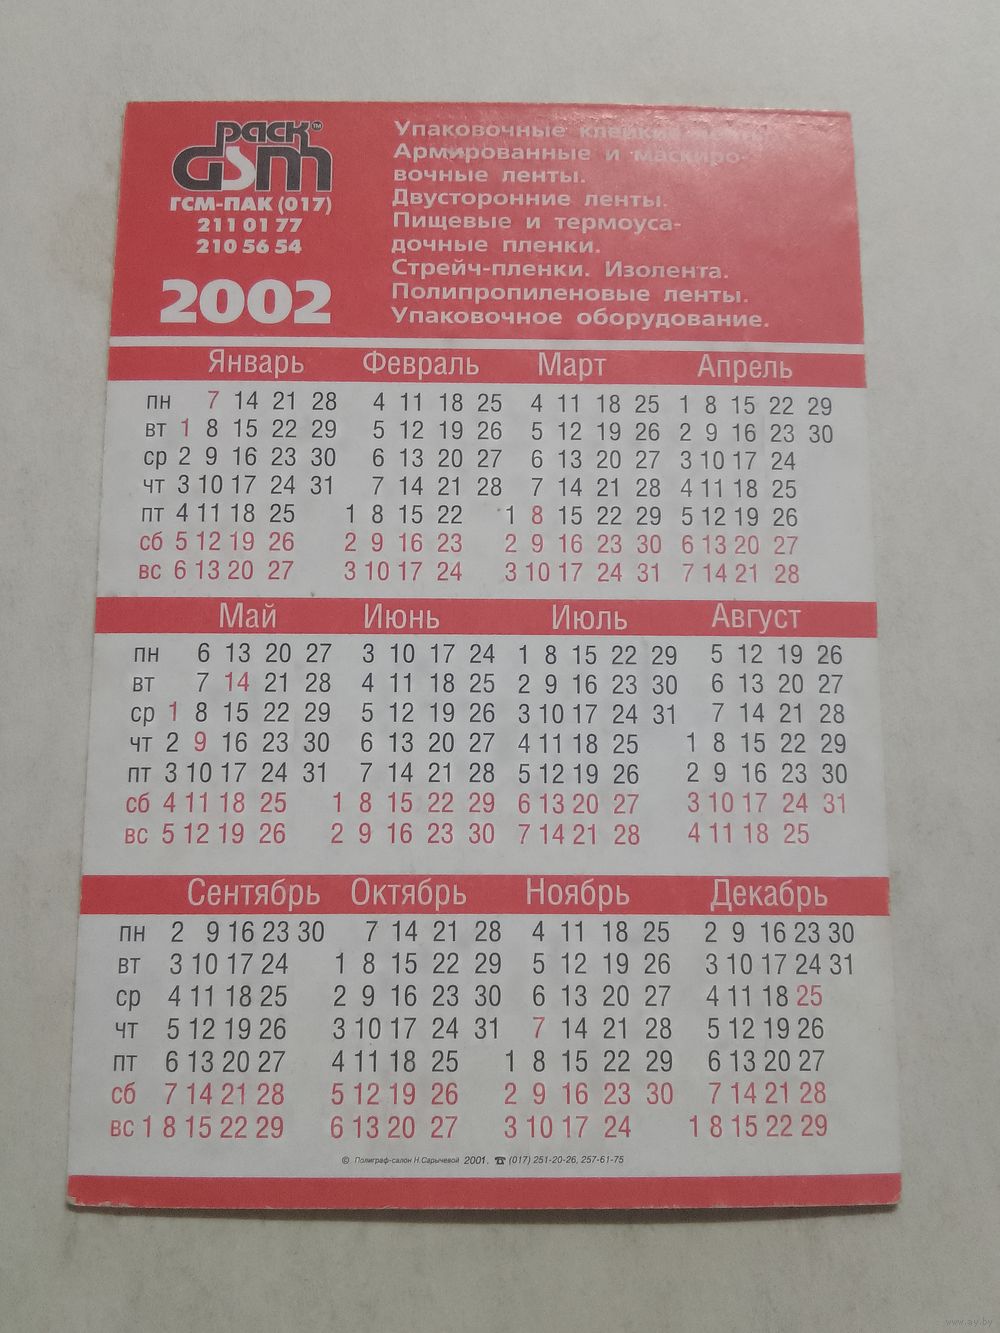 pack™
GSM
ГСМ-ПАК (017)
211 01 77
210 56 54
2002
Упаковочные клейкие ленты.
Армированные и маскиро-
вочные ленты.
Двусторонние ленты.
Пищевые и термоуса-
дочные пленки.
Стрейч-пленки. Изолента.
Полипропиленовые ленты.
Упаковочное оборудование.
Январь Февраль Март Апрель
пн 7 14 21 28 4 11 18 25 4 11 18 25 1 8 15 22 29
вт 1 8 15 22 29 5 12 19 26 5 12 19 26 2 9 16 23 30
ср 2 9 16 23 30 6 13 20 27 6 13 20 27 3 10 17 24
чт 3 10 17 24 31 7 14 21 28 7 14 21 28 4 11 18 25
пт 4 11 18 25 1 8 15 22 1 8 15 22 29 5 12 19 26
сб 5 12 19 26 2 9 16 23 2 9 16 23 30 6 13 20 27
вс 6 13 20 27 3 10 17 24 3 10 17 24 31 7 14 21 28
Май Июнь Июль Август
пн 6 13 20 27 3 10 17 24 1 8 15 22 29 5 12 19 26
вт 7 14 21 28 4 11 18 25 2 9 16 23 30 6 13 20 27
ср 1 8 15 22 29 5 12 19 26 3 10 17 24 31 7 14 21 28
чт 2 9 16 23 30 6 13 20 27 4 11 18 25 1 8 15 22 29
пт 3 10 17 24 31 7 14 21 28 5 12 19 26 2 9 16 23 30
сб 4 11 18 25 1 8 15 22 29 6 13 20 27 3 10 17 24 31
вс 5 12 19 26 2 9 16 23 30 7 14 21 28 4 11 18 25
Сентябрь Октябрь Ноябрь Декабрь
пн 2 9 16 23 30 7 14 21 28 4 11 18 25 2 9 16 23 30
вт 3 10 17 24 1 8 15 22 29 5 12 19 26 3 10 17 24 31
ср 4 11 18 25 2 9 16 23 30 6 13 20 27 4 11 18 25
чт 5 12 19 26 3 10 17 24 31 7 14 21 28 5 12 19 26
пт 6 13 20 27 4 11 18 25 1 8 15 22 29 6 13 20 27
сб 7 14 21 28 5 12 19 26 2 9 16 23 30 7 14 21 28
вс 1 8 15 22 29 6 13 20 27 3 10 17 24 1 8 15 22 29
© Полиграф-салон Н.Сарычевой 2001. ☎ (017) 251-20-26, 257-61-75
www.ay.by